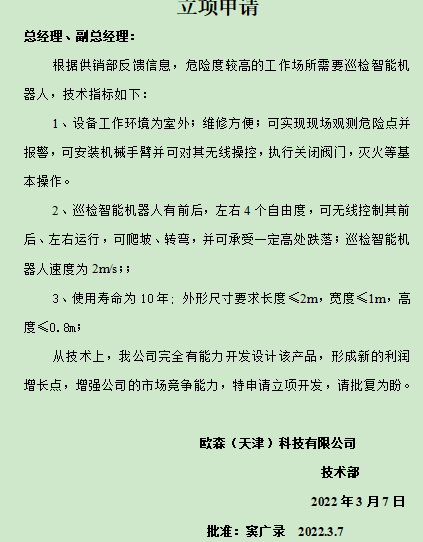 立项申请
总经理、副总经理：
根据供销部反馈信息，危险度较高的工作场所需要巡检智能机
器人，技术指标如下：
1、设备工作环境为室外；维修方便；可实现现场观测危险点并
报警，可安装机械手臂并可对其无线操控，执行关闭阀门，灭火等基
本操作。
2、巡检智能机器人有前后，左右4个自由度，可无线控制其前
后、左右运行，可爬坡、转弯，并可承受一定高处跌落；巡检智能机
器人速度为2m/s；；
3、使用寿命为10年；外形尺寸要求长度≤2m，宽度≤1m，高
度≤0.8m；
从技术上，我公司完全有能力开发设计该产品，形成新的利润
增长点，增强公司的市场竞争能力，特申请立项开发，请批复为盼。
欧淼（天津）科技有限公司
技术部
2022年3月7日
批准：窦广录 2022.3.7